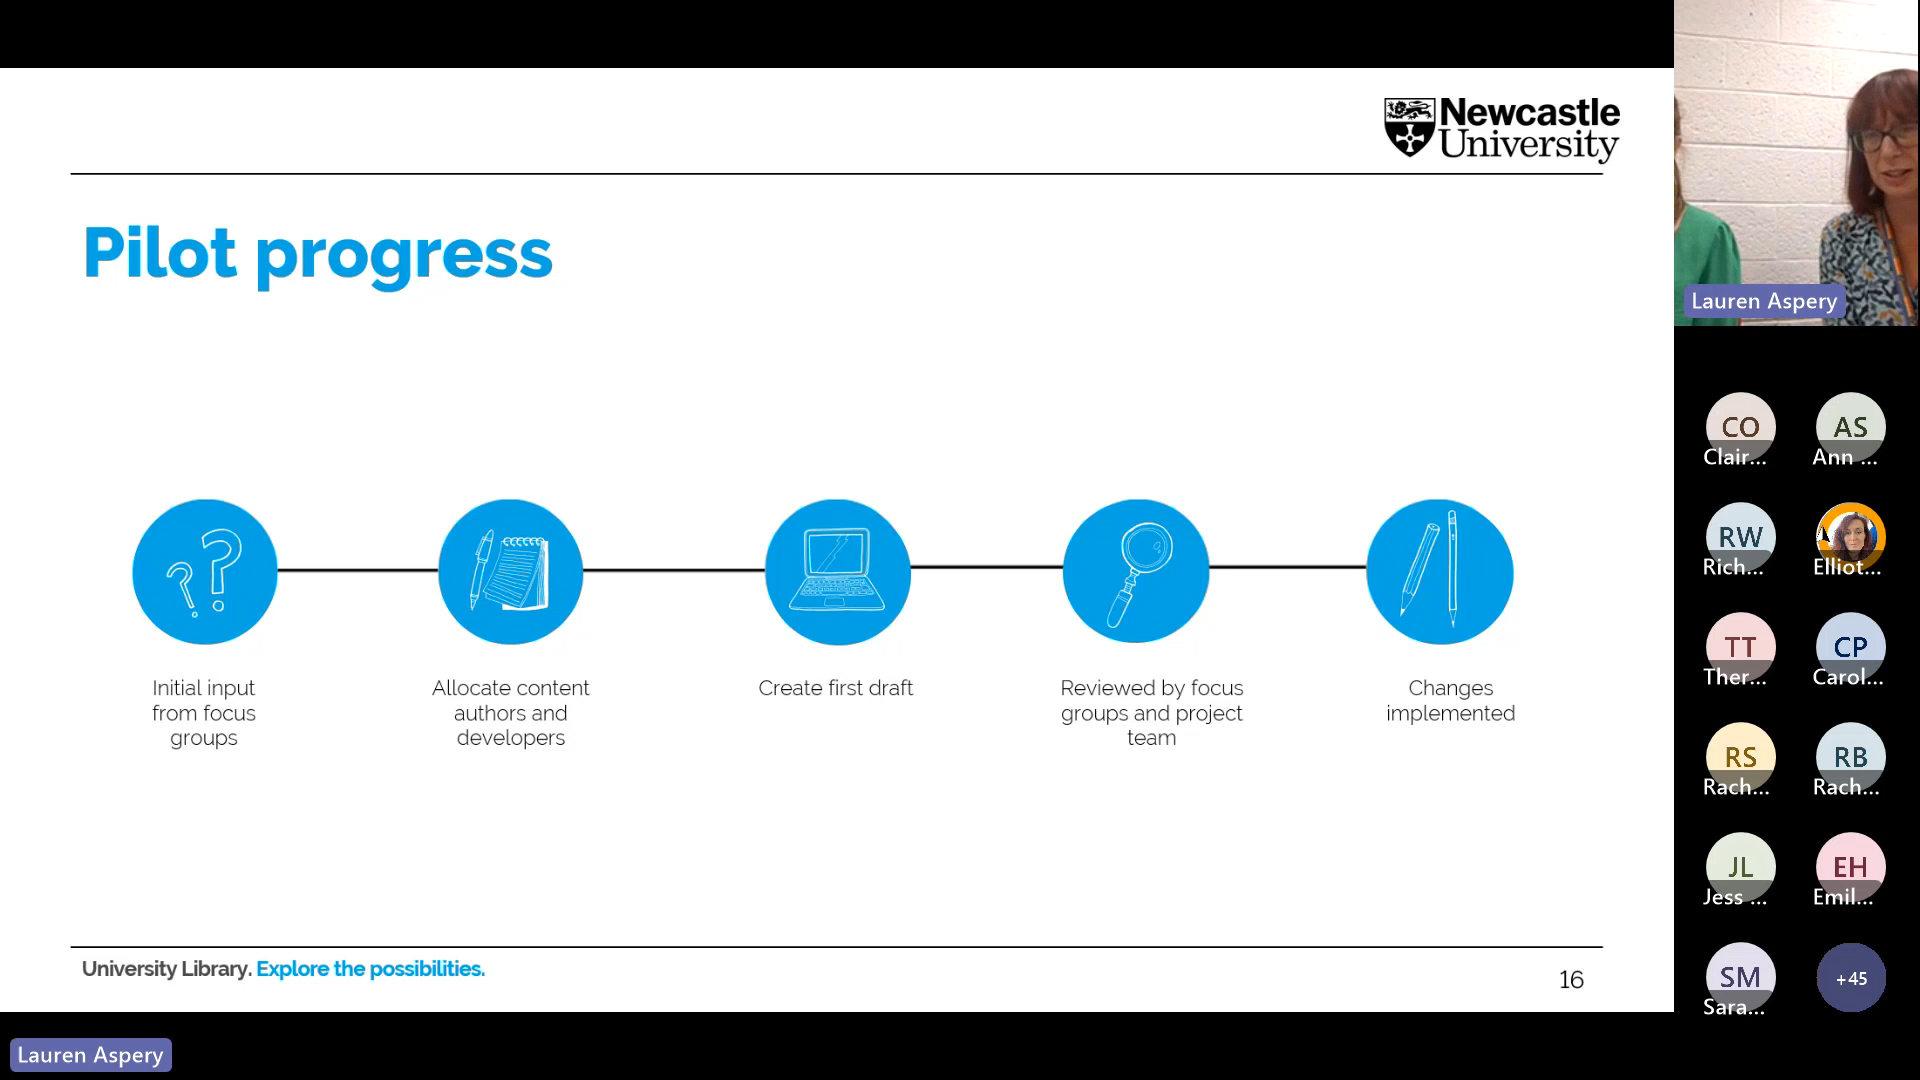 Newcastle
University
Pilot progress
Initial input
from focus
groups
Allocate content
authors and
developers
Create first draft
Reviewed by focus
groups and project
team
Changes
implemented
University Library. Explore the possibilities.
16
Lauren Aspery
Lauren Aspery
CO
Clair...
AS
Ann ...
RW
Rich...
Elliot...
TT
Ther...
CP
Carol...
RS
Rach...
RB
Rach...
JL
Jess ...
EH
Emil...
SM
Sara...
+45